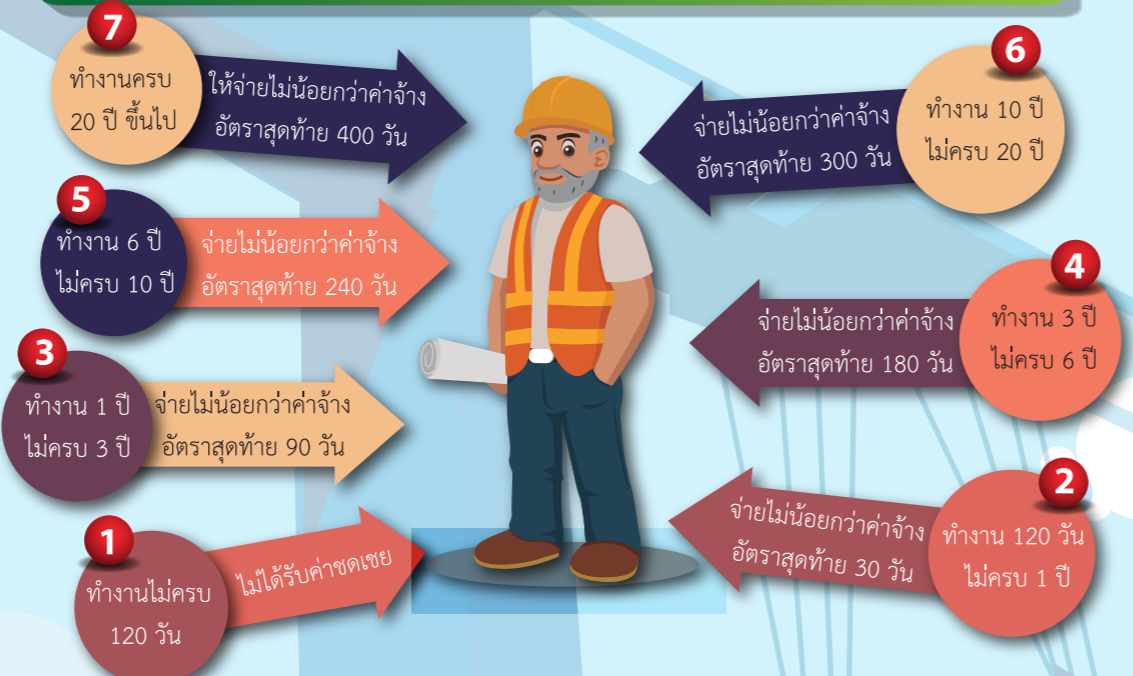 7
ทำงานครบ
20 ปี ขึ้นไป
ให้จ่ายไม่น้อยกว่าค่าจ้าง
อัตราสุดท้าย 400 วัน
6
ทำงาน 10 ปี
ไม่ครบ 20 ปี
จ่ายไม่น้อยกว่าค่าจ้าง
อัตราสุดท้าย 300 วัน
5
ทำงาน 6 ปี
ไม่ครบ 10 ปี
จ่ายไม่น้อยกว่าค่าจ้าง
อัตราสุดท้าย 240 วัน
4
ทำงาน 3 ปี
ไม่ครบ 6 ปี
จ่ายไม่น้อยกว่าค่าจ้าง
อัตราสุดท้าย 180 วัน
3
ทำงาน 1 ปี
ไม่ครบ 3 ปี
จ่ายไม่น้อยกว่าค่าจ้าง
อัตราสุดท้าย 90 วัน
2
ทำงาน 120 วัน
ไม่ครบ 1 ปี
จ่ายไม่น้อยกว่าค่าจ้าง
อัตราสุดท้าย 30 วัน
1
ทำงานไม่ครบ
120 วัน
ไม่ได้รับค่าชดเชย